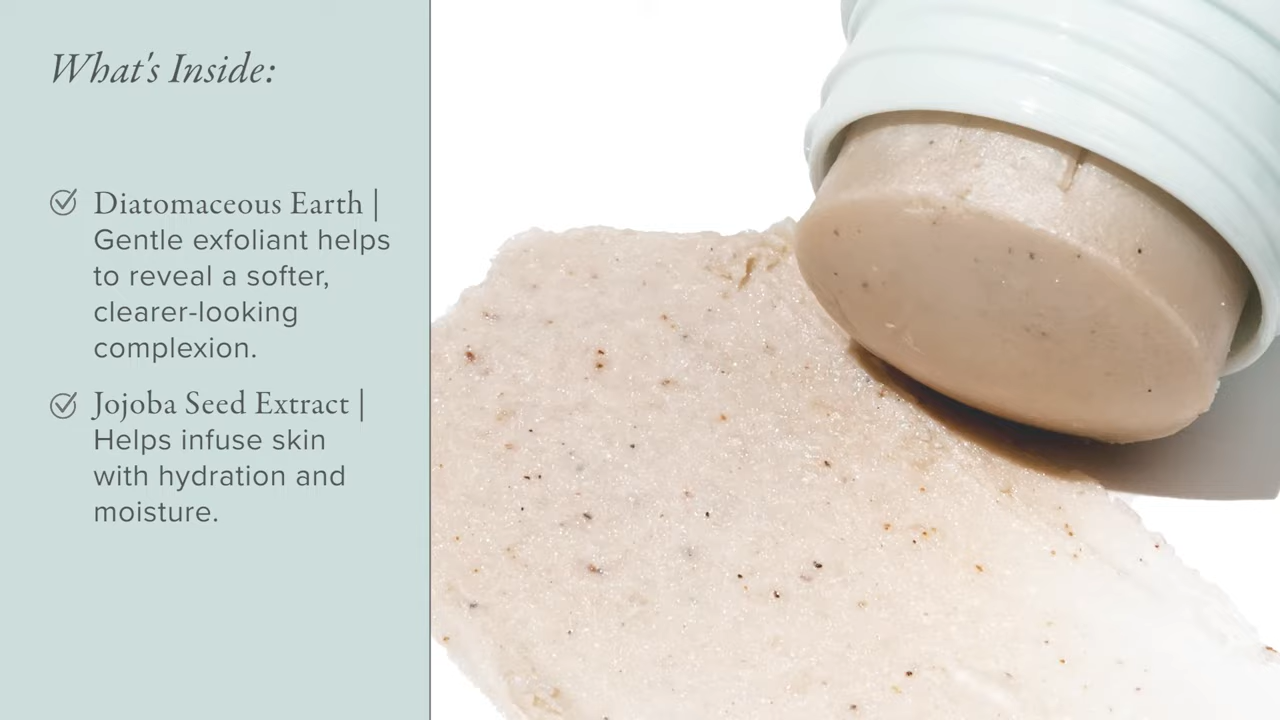 What's Inside:
Diatomaceous Earth |
Gentle exfoliant helps
to reveal a softer,
clearer-looking
complexion.
Jojoba Seed Extract |
Helps infuse skin
with hydration and
moisture.